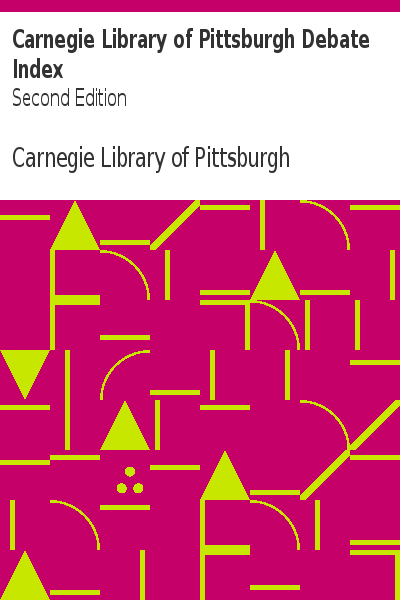 Carnegie Library of Pittsburgh Debate
Index
Second Edition
Carnegie Library of Pittsburgh